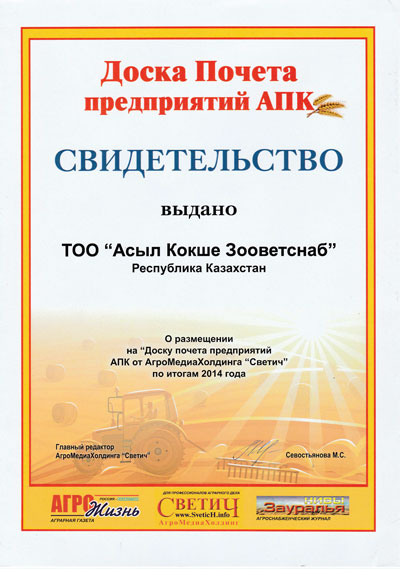 Доска Почета
предприятий АПК
СВИДЕТЕЛЬСТВО
выдано
ТОО “Асыл Кокше Зооветснаб”
Республика Казахстан
О размещении
на “Доску почета предприятий
АПК от АгроМедиаХолдинга “Светич”
по итогам 2014 года
Главный редактор
АгроМедиаХолдинга “Светич”
Севостьянова М.С.
АГРО
Жизнь
АГРАРНАЯ ГАЗЕТА
ДЛЯ ПРОФЕССИОНАЛОВ АГРАРНОГО ДЕЛА
СВЕТИЧ
www.SveticH.info
АгроМедиаХолдинг
НИВЫ
Зауралья
АГРОСНАБЖЕНЧЕСКИЙ ЖУРНАЛ